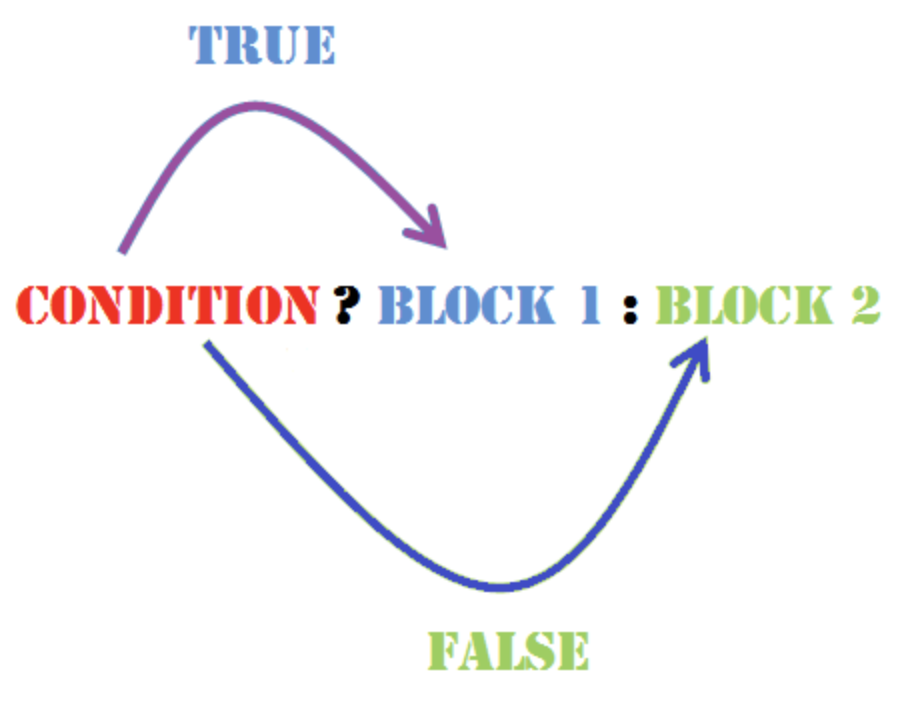 TRUE
CONDITION ? BLOCK 1 : BLOCK 2
FALSE